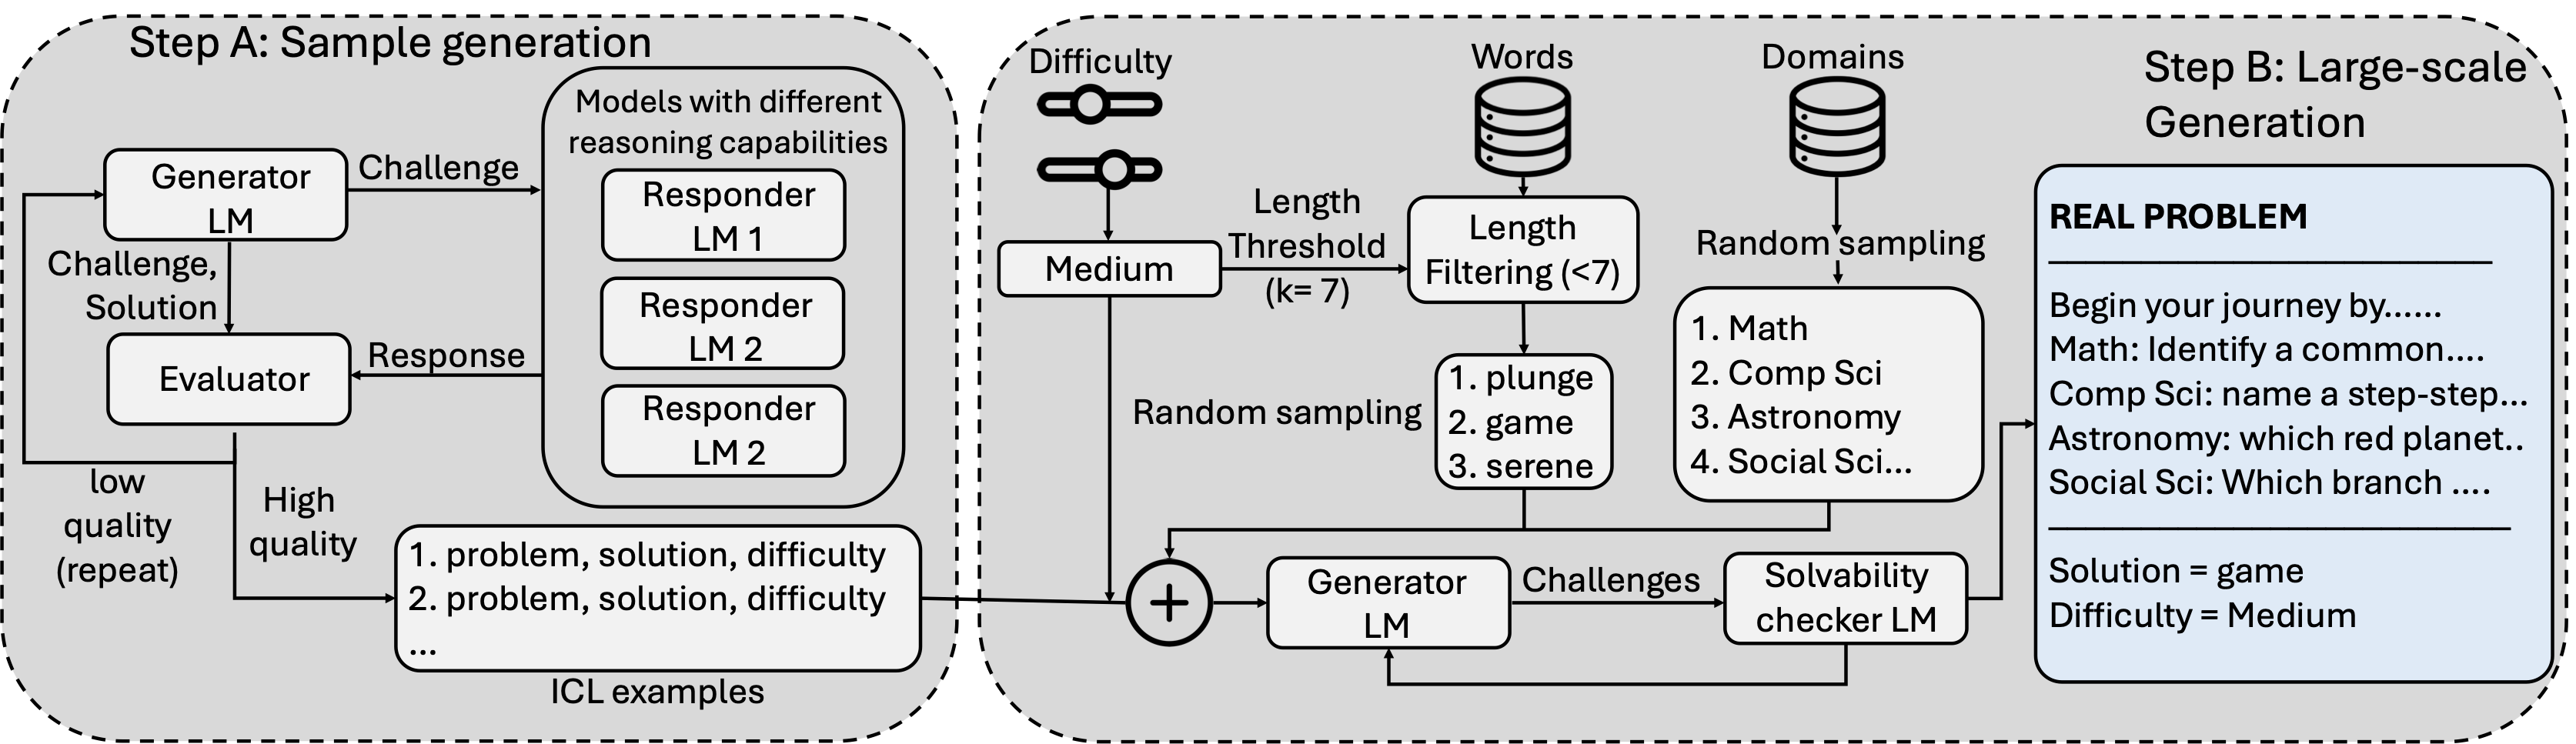 Step A: Sample generation
Models with different
reasoning capabilities
Generator
LM
Challenge
Responder
LM 1
Responder
LM 2
Responder
LM 2
Challenge,
Solution
Evaluator
Response
low
quality
(repeat)
High
quality
1. problem, solution, difficulty
2. problem, solution, difficulty
...
ICL examples
Step B: Large-scale
Generation
Difficulty
Words
Domains
Medium
Length
Threshold
(k= 7)
Length
Filtering (<7)
Random sampling
1. plunge
2. game
3. serene
Random sampling
1. Math
2. Comp Sci
3. Astronomy
4. Social Sci...
+
Generator
LM
Challenges
Solvability
checker LM
REAL PROBLEM
Begin your journey by......
Math: Identify a common....
Comp Sci: name a step-step...
Astronomy: which red planet..
Social Sci: Which branch ....
Solution = game
Difficulty = Medium